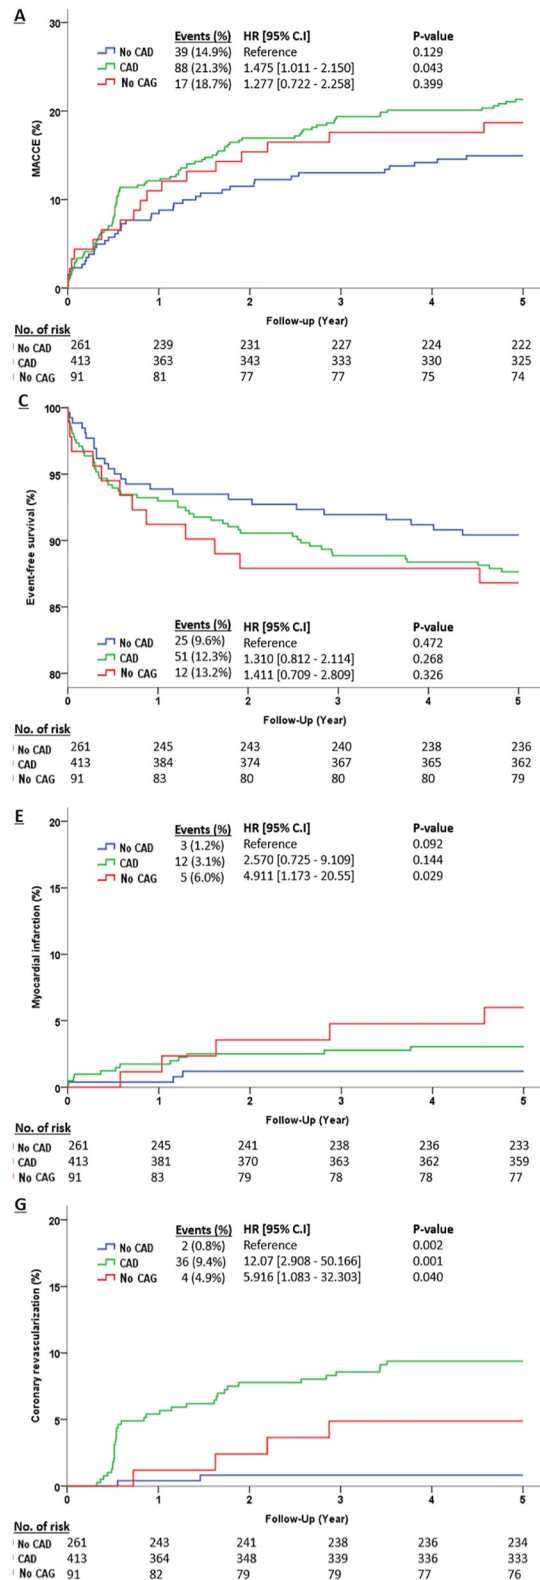 A
30
Events (%) HR [95% C.I] P-value
No CAD 39 (14.9%) Reference 0.129
CAD 88 (21.3%) 1.475 [1.011 - 2.150] 0.043
No CAG 17 (18.7%) 1.277 [0.722 - 2.258] 0.399
20
MACCE (%)
10
0
0 1 2 3 4 5
Follow-up (Year)
No. of risk
No CAD 261 239 231 227 224 222
CAD 413 363 343 333 330 325
No CAG 91 81 77 77 75 74
C
100
95
Event-free survival (%)
90
85
Events (%) HR [95% C.I] P-value
No CAD 25 (9.6%) Reference 0.472
CAD 51 (12.3%) 1.310 [0.812 - 2.114] 0.268
No CAG 12 (13.2%) 1.411 [0.709 - 2.809] 0.326
80
0 1 2 3 4 5
Follow-Up (Year)
No. of risk
No CAD 261 245 243 240 238 236
CAD 413 384 374 367 365 362
No CAG 91 83 80 80 80 79
E
20
Events (%) HR [95% C.I] P-value
No CAD 3 (1.2%) Reference 0.092
CAD 12 (3.1%) 2.570 [0.725 - 9.109] 0.144
No CAG 5 (6.0%) 4.911 [1.173 - 20.55] 0.029
15
Myocardial infarction (%)
10
5
0
0 1 2 3 4 5
Follow-Up (Year)
No. of risk
No CAD 261 245 241 238 236 233
CAD 413 381 370 363 362 359
No CAG 91 83 79 78 78 77
G
20
Events (%) HR [95% C.I] P-value
No CAD 2 (0.8%) Reference 0.002
CAD 36 (9.4%) 12.07 [2.908 - 50.166] 0.001
No CAG 4 (4.9%) 5.916 [1.083 - 32.303] 0.040
15
Coronary revascularization (%)
10
5
0
0 1 2 3 4 5
Follow-Up (Year)
No. of risk
No CAD 261 243 241 238 236 234
CAD 413 364 348 339 336 333
No CAG 91 82 79 79 77 76